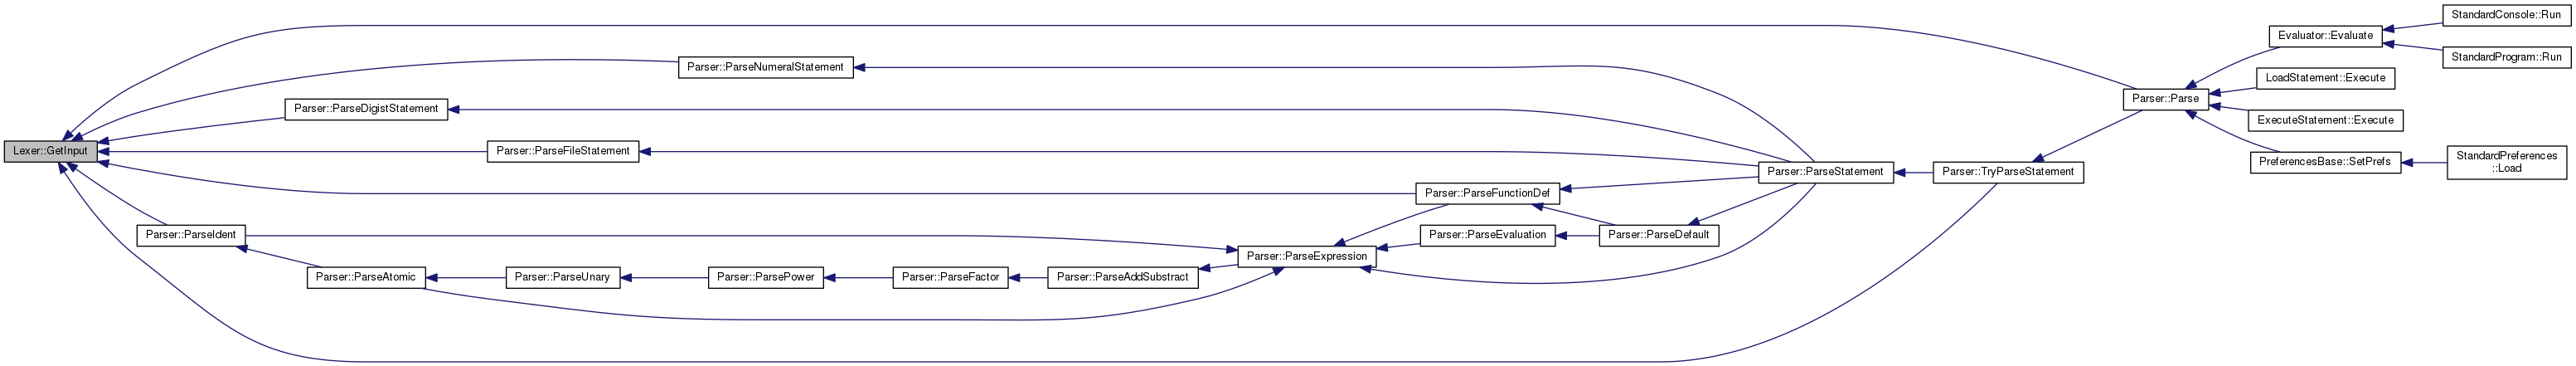 Lexer::GetInput
Parser::ParseNumeralStatement
Parser::ParseDigistStatement
Parser::ParseFileStatement
Parser::ParseIdent
Parser::ParseAtomic
Parser::ParseUnary
Parser::ParsePower
Parser::ParseFactor
Parser::ParseAddSubstract
Parser::ParseExpression
Parser::ParseFunctionDef
Parser::ParseEvaluation
Parser::ParseDefault
Parser::ParseStatement
Parser::TryParseStatement
Parser::Parse
Evaluator::Evaluate
LoadStatement::Execute
ExecuteStatement::Execute
PreferencesBase::SetPrefs
StandardConsole::Run
StandardProgram::Run
StandardPreferences
::Load